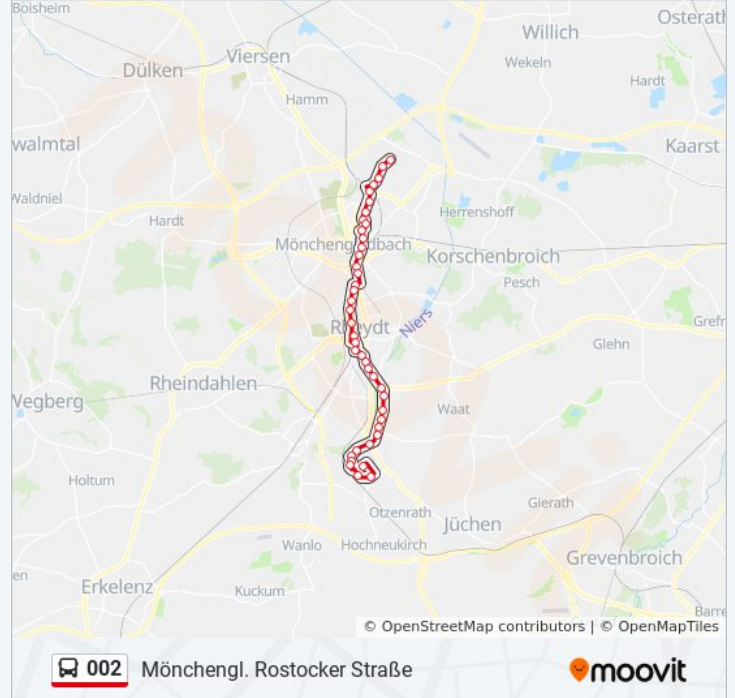 Boisheim
Osterath
Willich
Viersen
Wekeln
Dülken
Hardt
Hamm
walmtal
Kaarst
Waldniel
Herrenshoff
Hardt
Mönchengladbach
Korschenbroich
Pesch
Niers
Grefr
Rheydt
Glehn
Rheindahlen
Wegberg
Waat
Holtum
Gierath
Otzenrath
Jüchen
Wanlo
Hochneukirch
Grevenbroich
en
Erkelenz
Kuckum
Barre
© OpenStreetMap contributors | © OpenMapTiles
002 Mönchengl. Rostocker Straße
moovit